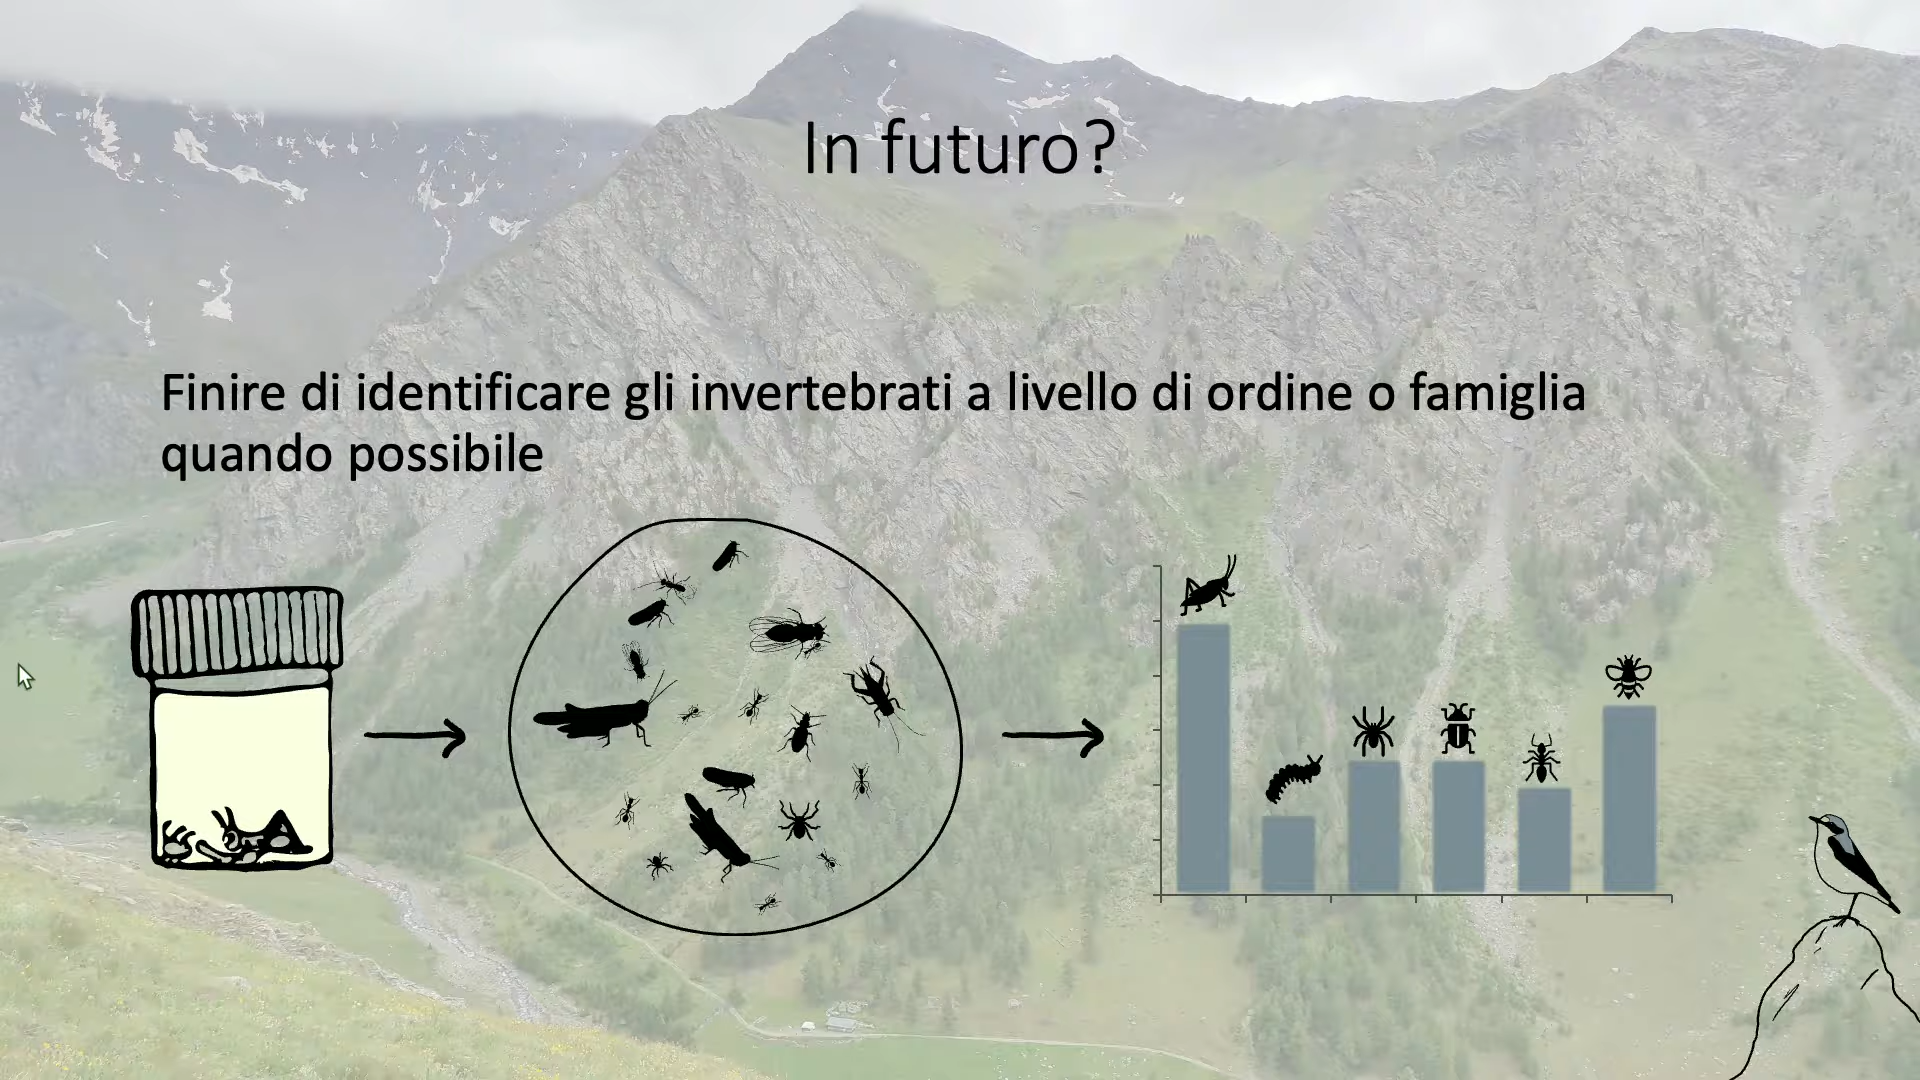 In futuro?
Finire di identificare gli invertebrati a livello di ordine o famiglia
quando possibile